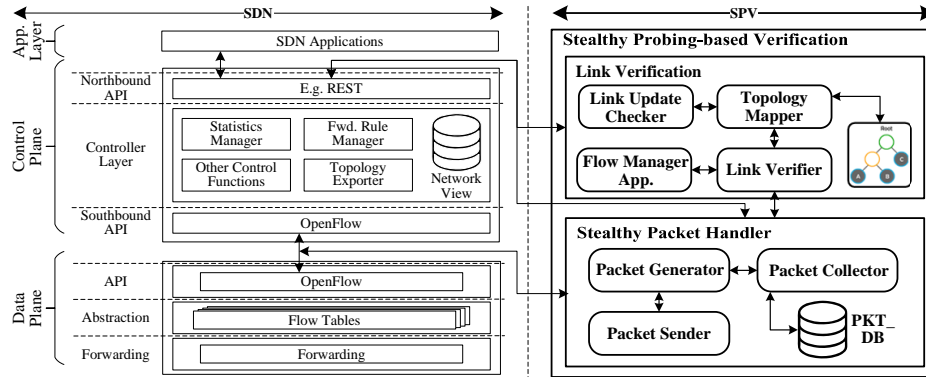 SDN
SPV
App.
Layer
SDN Applications
Control
Plane
Northbound
API
E.g. REST
Controller
Layer
Statistics
Manager
Fwd. Rule
Manager
Other Control
Functions
Topology
Exporter
Network
View
Southbound
API
OpenFlow
Data
Plane
API
OpenFlow
Abstraction
Flow Tables
Forwarding
Forwarding
Stealthy Probing-based Verification
Link Verification
Link Update
Checker
Topology
Mapper
Flow Manager
App.
Link Verifier
Root
A
B
C
Stealthy Packet Handler
Packet Generator
Packet Collector
Packet Sender
PKT_
DB